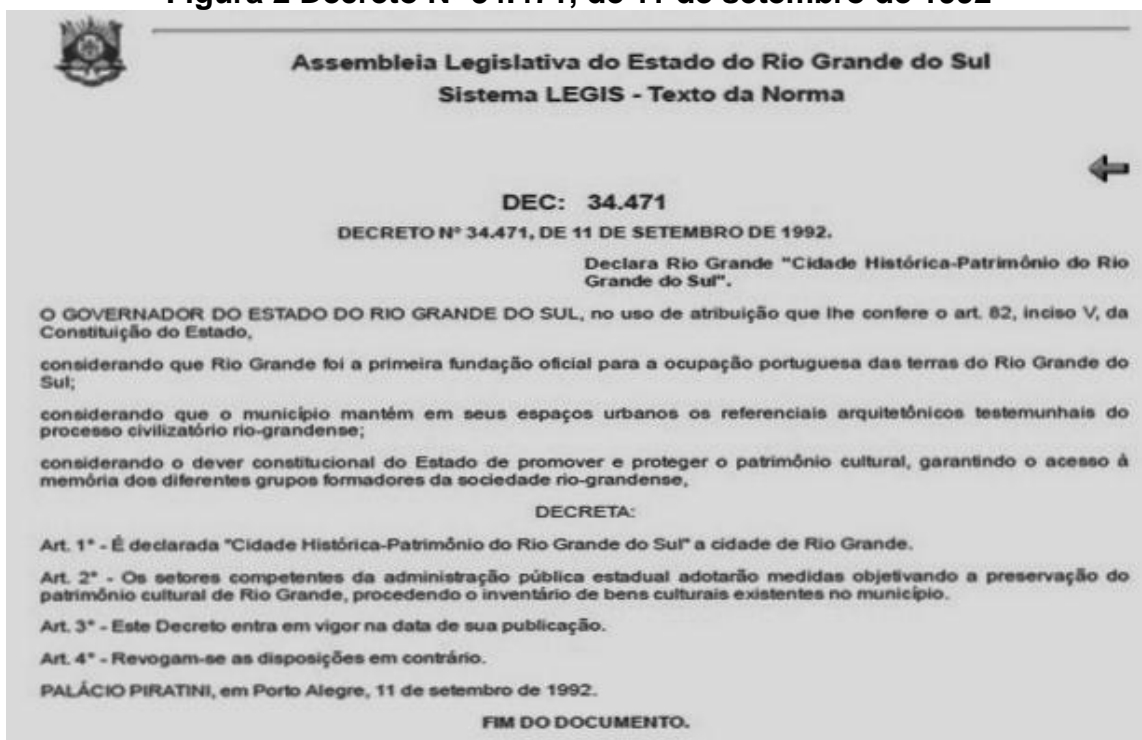 Figura 2 Decreto Nº 34.471, de 11 de setembro de 1992
Assembleia Legislativa do Estado do Rio Grande do Sul
Sistema LEGIS - Texto da Norma
DEC: 34.471
DECRETO Nº 34.471, DE 11 DE SETEMBRO DE 1992.
Declara Rio Grande "Cidade Histórica-Patrimônio do Rio
Grande do Sul".
O GOVERNADOR DO ESTADO DO RIO GRANDE DO SUL, no uso de atribuição que lhe confere o art. 82, inciso V, da
Constituição do Estado,
considerando que Rio Grande foi a primeira fundação oficial para a ocupação portuguesa das terras do Rio Grande do
Sul;
considerando que o município mantém em seus espaços urbanos os referenciais arquitetônicos testemunhais do
processo civilizatório rio-grandense;
considerando o dever constitucional do Estado de promover e proteger o patrimônio cultural, garantindo o acesso à
memória dos diferentes grupos formadores da sociedade rio-grandense,
DECRETA:
Art. 1° - É declarada "Cidade Histórica-Patrimônio do Rio Grande do Sul" a cidade de Rio Grande.
Art. 2° - Os setores competentes da administração pública estadual adotarão medidas objetivando a preservação do
patrimônio cultural de Rio Grande, procedendo o inventário de bens culturais existentes no município.
Art. 3° - Este Decreto entra em vigor na data de sua publicação.
Art. 4° - Revogam-se as disposições em contrário.
PALÁCIO PIRATINI, em Porto Alegre, 11 de setembro de 1992.
FIM DO DOCUMENTO.